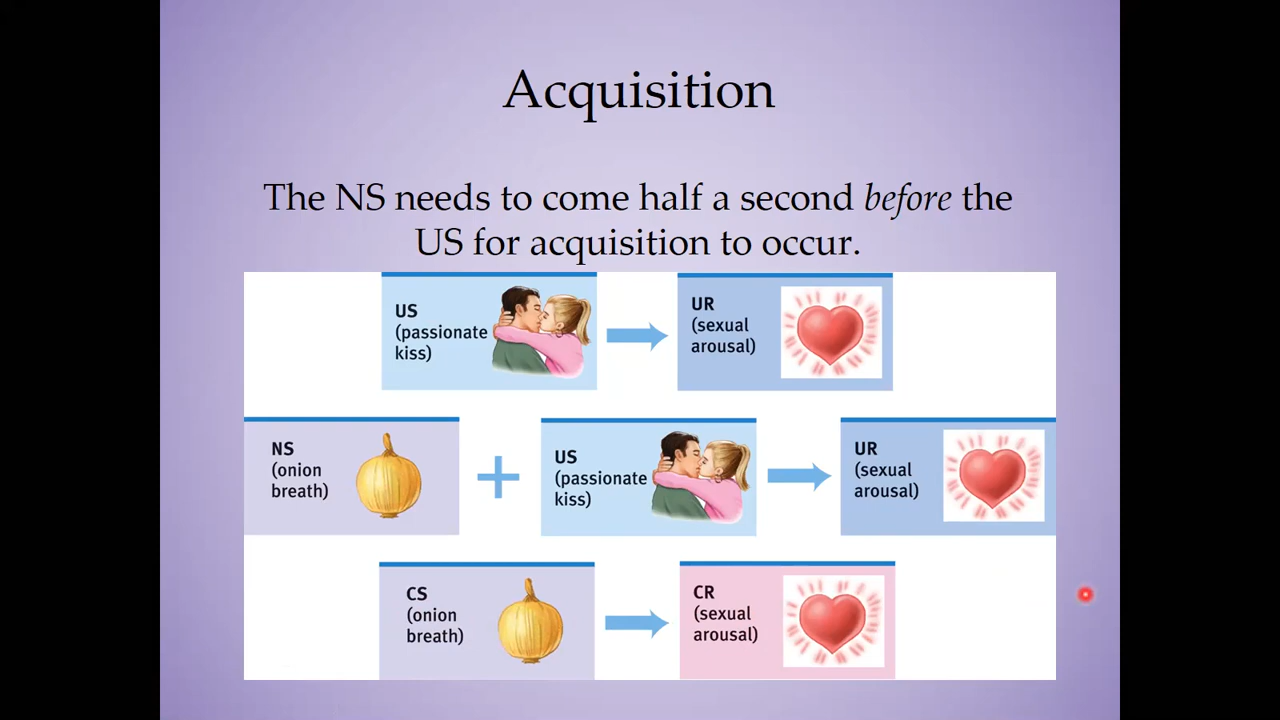 Acquisition
The NS needs to come half a second before the
US for acquisition to occur.
US
(passionate
kiss)
UR
(sexual
arousal)
NS
(onion
breath)
+
US
(passionate
kiss)
UR
(sexual
arousal)
CS
(onion
breath)
CR
(sexual
arousal)